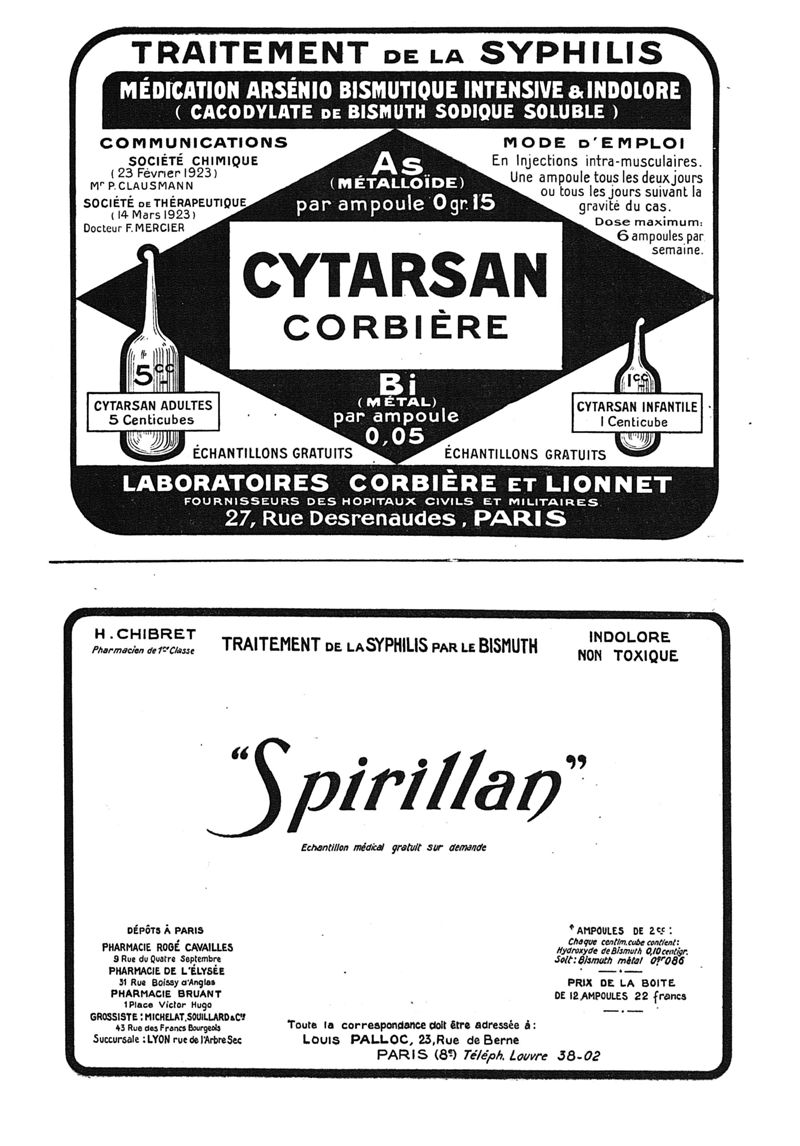 TRAITEMENT DE LA SYPHILIS
MÉDICATION ARSÉNIO BISMUTIQUE INTENSIVE & INDOLORE
( CACODYLATE DE BISMUTH SODIQUE SOLUBLE )
COMMUNICATIONS
SOCIÉTÉ CHIMIQUE
(23 Février 1923)
Mr P. CLAUSMANN
SOCIÉTÉ DE THÉRAPEUTIQUE
(14 Mars 1923)
Docteur F. MERCIER
As
(MÉTALLOÏDE)
par ampoule 0 gr. 15
MODE D'EMPLOI
En Injections intra-musculaires.
Une ampoule tous les deux jours
ou tous les jours suivant la
gravité du cas.
Dose maximum:
6 ampoules par
semaine.
CYTARSAN
CORBIÈRE
5cc
CYTARSAN ADULTES
5 Centicubes
Bi
(MÉTAL)
par ampoule
0,05
1cc
CYTARSAN INFANTILE
1 Centicube
ÉCHANTILLONS GRATUITS
ÉCHANTILLONS GRATUITS
LABORATOIRES CORBIÈRE ET LIONNET
FOURNISSEURS DES HOPITAUX CIVILS ET MILITAIRES
27, Rue Desrenaudes, PARIS
H. CHIBRET
Pharmacien de 1re Classe
TRAITEMENT DE LA SYPHILIS PAR LE BISMUTH
INDOLORE
NON TOXIQUE
"Spirillan"
Echantillon médical gratuit sur demande
DÉPÔTS À PARIS
PHARMACIE ROGÉ CAVAILLES
9 Rue du Quatre Septembre
PHARMACIE DE L'ÉLYSÉE
31 Rue Boissy d'Anglas
PHARMACIE BRUANT
1 Place Victor Hugo
GROSSISTE : MICHELAT, SOUILLARD & Cie
43 Rue des Francs Bourgeois
Succursale : LYON rue de l'Arbre Sec
AMPOULES DE 2cc :
Chaque centim. cube contient :
Hydroxyde de Bismuth 0,10 centigr.
Soit : Bismuth métal 0gr 086
PRIX DE LA BOITE
DE 12 AMPOULES 22 francs
Toute la correspondance doit être adressée à :
LOUIS PALLOC, 23, Rue de Berne
PARIS (8e) Téléph. Louvre 38-02